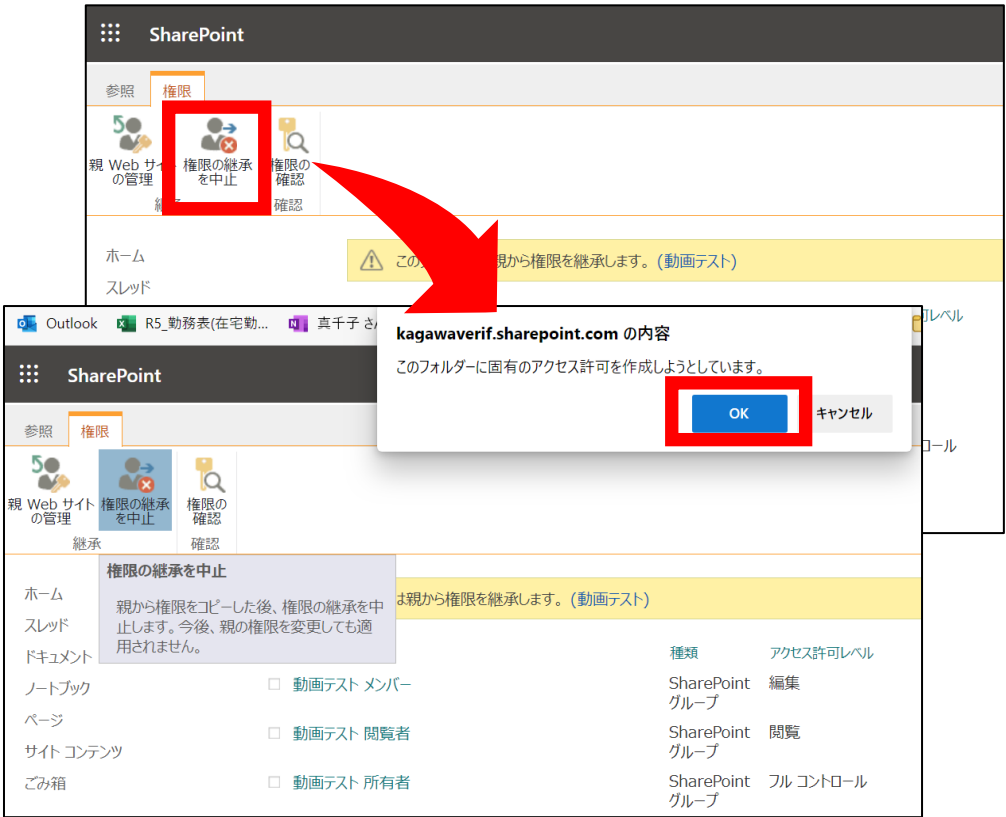 SharePoint
参照
権限
親 Web サイト
の管理
権限の継承
を中止
権限の
確認
確認
ホーム
スレッド
親から権限を継承します。(動画テスト)
Outlook
R5_勤務表(在宅勤...
真千子
kagawaverif.sharepoint.com の内容
このフォルダーに固有のアクセス許可を作成しようとしています。
OK
キャンセル
SharePoint
参照
権限
親 Web サイト
の管理
権限の継承
を中止
権限の
確認
継承
確認
権限の継承を中止
親から権限をコピーした後、権限の継承を中
止します。今後、親の権限を変更しても適
用されません。
は親から権限を継承します。(動画テスト)
ホーム
スレッド
ドキュメント
ノートブック
ページ
サイト コンテンツ
ごみ箱
種類
アクセス許可レベル
動画テスト メンバー
SharePoint
グループ
編集
動画テスト 閲覧者
SharePoint
グループ
閲覧
動画テスト 所有者
SharePoint
グループ
フル コントロール